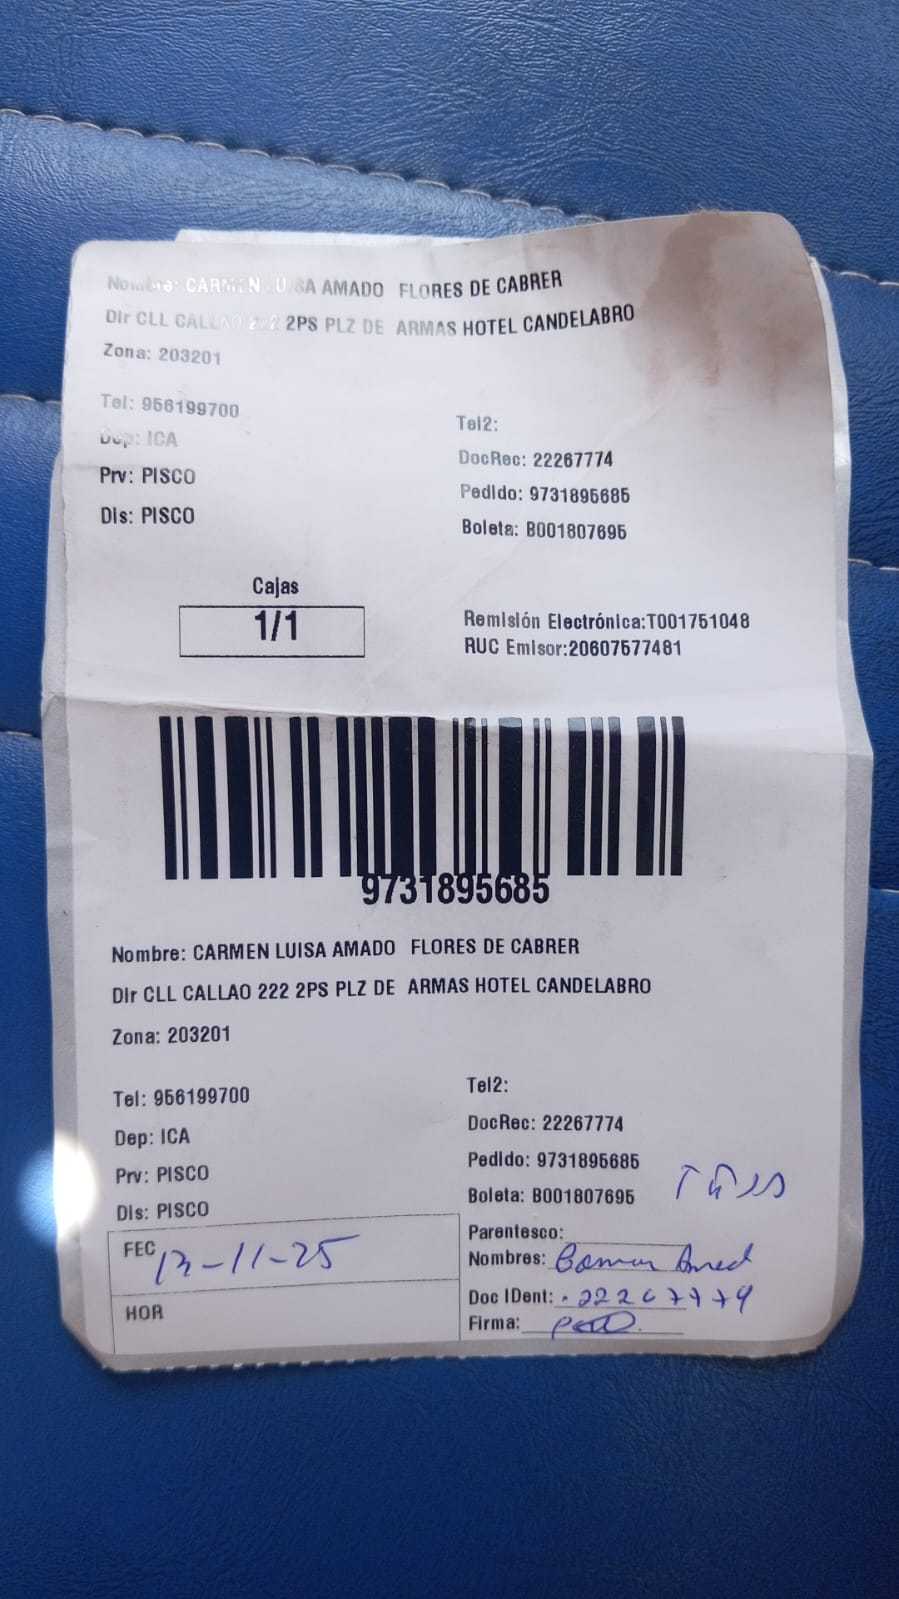 Nombre: CARMEN LUISA AMADO FLORES DE CABRER
Dir CLL CALLAO 222 2PS PLZ DE ARMAS HOTEL CANDELABRO
Zona: 203201
Tel: 956199700
Tel2:
Dep: ICA
DocRec: 22267774
Prv: PISCO
Pedido: 9731895685
Dis: PISCO
Boleta: B001807695
Cajas
1/1
Remisión Electrónica:T001751048
RUC Emisor:20607577481
9731895685
Nombre: CARMEN LUISA AMADO FLORES DE CABRER
Dir CLL CALLAO 222 2PS PLZ DE ARMAS HOTEL CANDELABRO
Zona: 203201
Tel: 956199700
Tel2:
Dep: ICA
DocRec: 22267774
Prv: PISCO
Pedido: 9731895685
Dis: PISCO
Boleta: B001807695
FEC
HOR
Parentesco:
Nombres:
Doc IDent:
Firma: